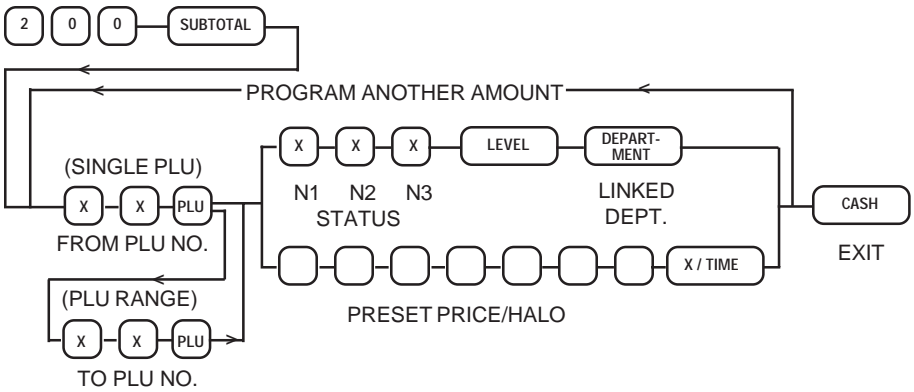 2 0 0 SUBTOTAL
PROGRAM ANOTHER AMOUNT
X X X LEVEL DEPART-
MENT
(SINGLE PLU)
N1 N2 N3 LINKED
STATUS DEPT.
X X PLU
CASH
FROM PLU NO.
EXIT
X / TIME
(PLU RANGE)
PRESET PRICE/HALO
X X PLU
TO PLU NO.